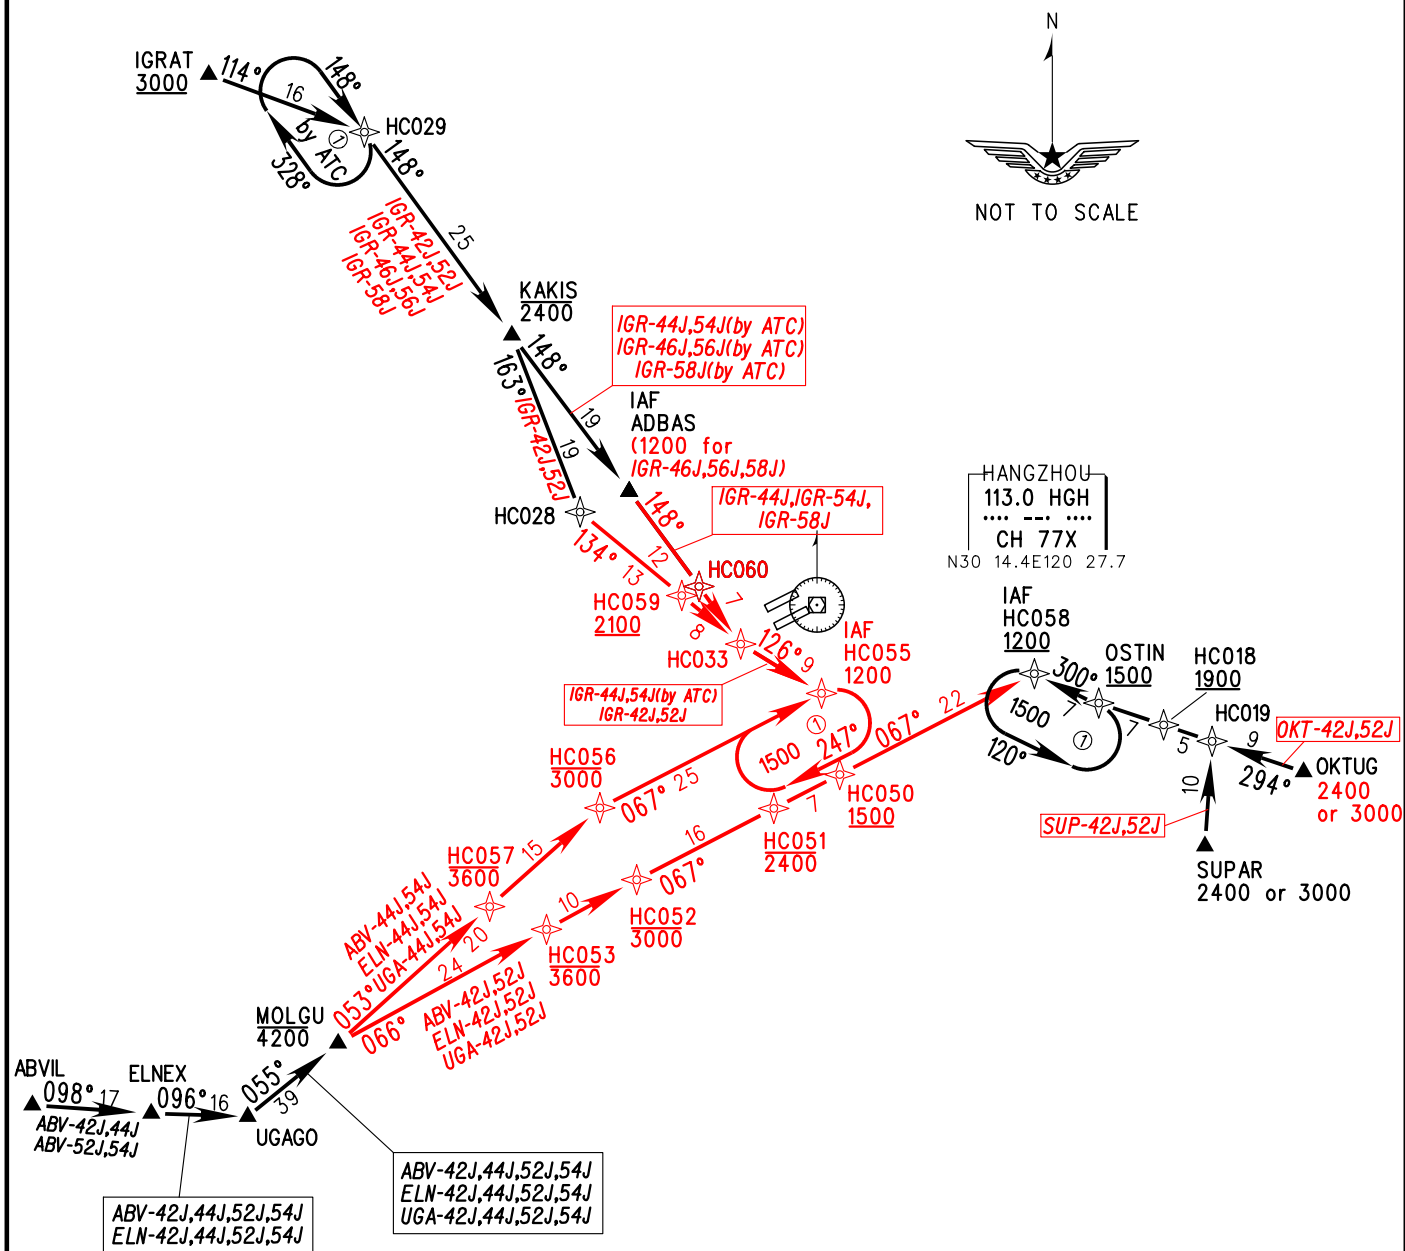 IGRAT
3000
114°
16
148°
by ATC
①
328°
HC029
148°
25
IGR-42J,52J
IGR-44J,54J
IGR-46J,56J
IGR-58J
N
NOT TO SCALE
KAKIS
2400
148°
163°
IGR-42J,52J
19
19
IGR-44J,54J(by ATC)
IGR-46J,56J(by ATC)
IGR-58J(by ATC)
IAF
ADBAS
(1200 for
IGR-46J,56J,58J)
148°
12
IGR-44J,IGR-54J,
IGR-58J
HC028
134°
13
HC059
2100
HC060
7
8
HC033
126°
9
IGR-44J,54J(by ATC)
IGR-42J,52J
HANGZHOU
113.0 HGH
•••• ––• ••••
CH 77X
N30 14.4E120 27.7
IAF
HC055
1200
①
1500
247°
IAF
HC058
1200
300°
7
1500
120°
①
OSTIN
1500
7
HC018
1900
5
HC019
9
294°
OKT-42J,52J
OKTUG
2400
or 3000
10
SUP-42J,52J
SUPAR
2400 or 3000
067°
22
HC050
1500
7
HC051
2400
16
067°
HC056
3000
067°
25
15
HC057
3600
20
HC052
3000
10
HC053
3600
24
ABV-44J,54J
ELN-44J,54J
UGA-44J,54J
053°
066°
ABV-42J,52J
ELN-42J,52J
UGA-42J,52J
MOLGU
4200
055°
39
ABVIL
098°
17
ABV-42J,44J
ABV-52J,54J
ELNEX
096°
16
UGAGO
ABV-42J,44J,52J,54J
ELN-42J,44J,52J,54J
ABV-42J,44J,52J,54J
ELN-42J,44J,52J,54J
UGA-42J,44J,52J,54J